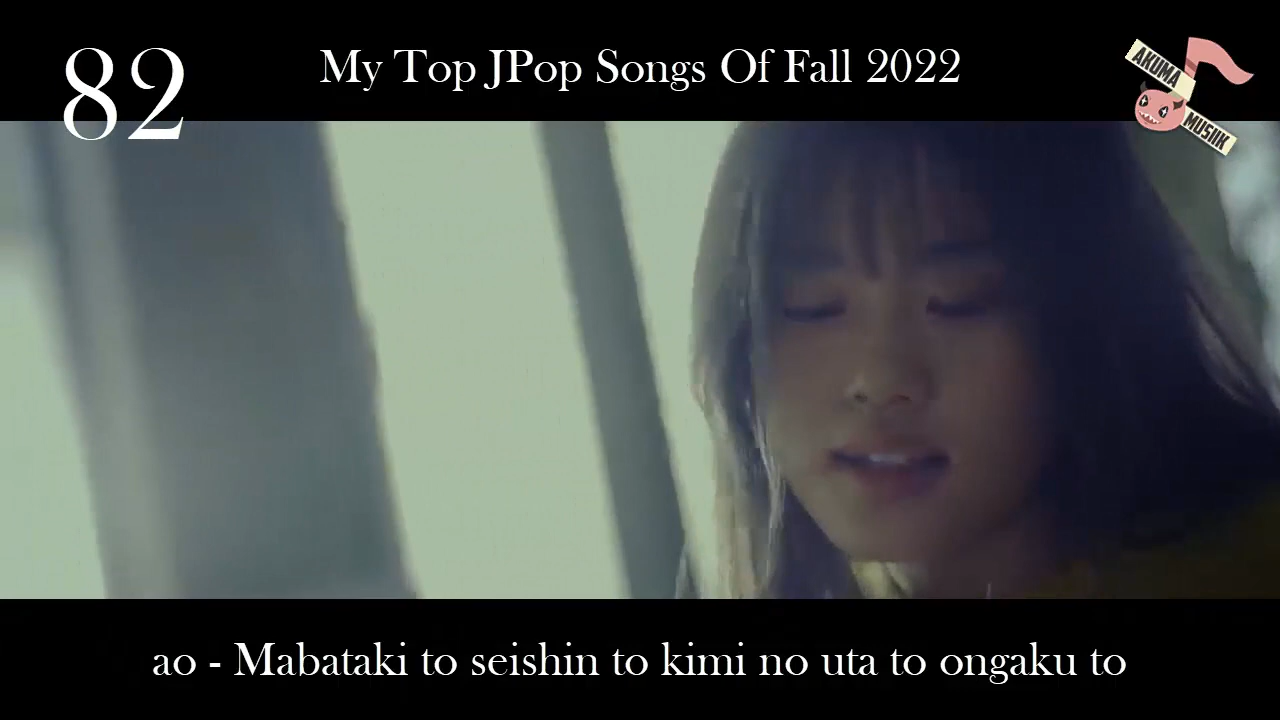 82
My Top JPop Songs Of Fall 2022
AKUMA
MUSIIK
ao - Mabataki to seishin to kimi no uta to ongaku to